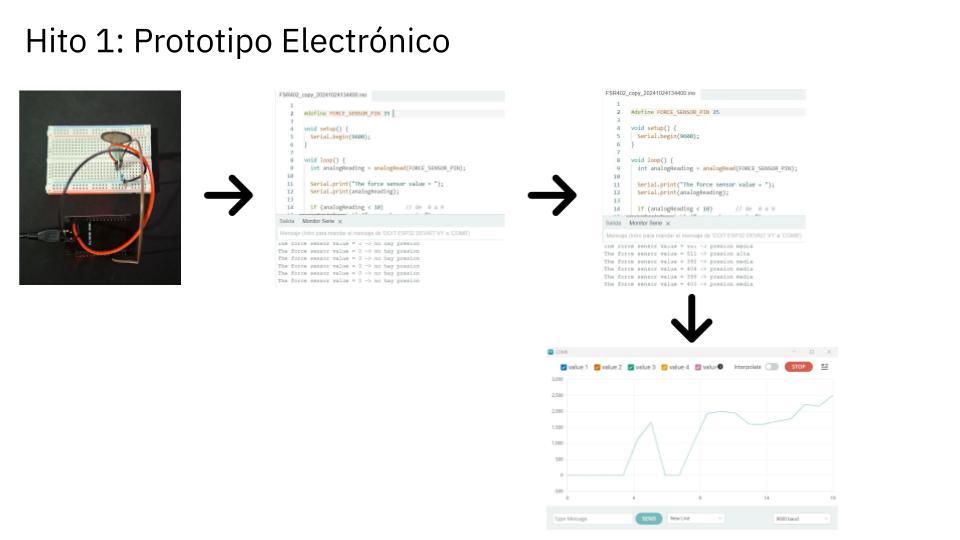 Hito 1: Prototipo Electrónico
FSR402_copy_20241024134400.ino
1
2 #define FORCE_SENSOR_PIN 35
3
4 void setup() {
5 Serial.begin(9600);
6 }
7
8 void loop() {
9 int analogReading = analogRead(FORCE_SENSOR_PIN);
10
11 Serial.print("The force sensor value = ");
12 Serial.print(analogReading);
13
14 if (analogReading < 10) // de 0 a 9
Salida Monitor Serie ×
Mensaje (Intro para mandar el mensaje de 'DOIT ESP32 DEVKIT V1' a 'COM6')
The force sensor value = 0 -> no hay presion
The force sensor value = 0 -> no hay presion
The force sensor value = 0 -> no hay presion
The force sensor value = 0 -> no hay presion
The force sensor value = 0 -> no hay presion
The force sensor value = 0 -> no hay presion
FSR402_copy_20241024134400.ino
1
2 #define FORCE_SENSOR_PIN 35
3
4 void setup() {
5 Serial.begin(9600);
6 }
7
8 void loop() {
9 int analogReading = analogRead(FORCE_SENSOR_PIN);
10
11 Serial.print("The force sensor value = ");
12 Serial.print(analogReading);
13
14 if (analogReading < 10) // de 0 a 9
Salida Monitor Serie ×
Mensaje (Intro para mandar el mensaje de 'DOIT ESP32 DEVKIT V1' a 'COM6')
The force sensor value = -> presion media
The force sensor value = 511 -> presion alta
The force sensor value = 392 -> presion media
The force sensor value = 404 -> presion media
The force sensor value = 399 -> presion media
The force sensor value = 403 -> presion media
COM6
value 1 value 2 value 3 value 4 value Interpolate STOP
3,000
2,500
2,000
1,500
1,000
500
0
-500
0 4 9 14 19
Type Message SEND New Line 9600 baud